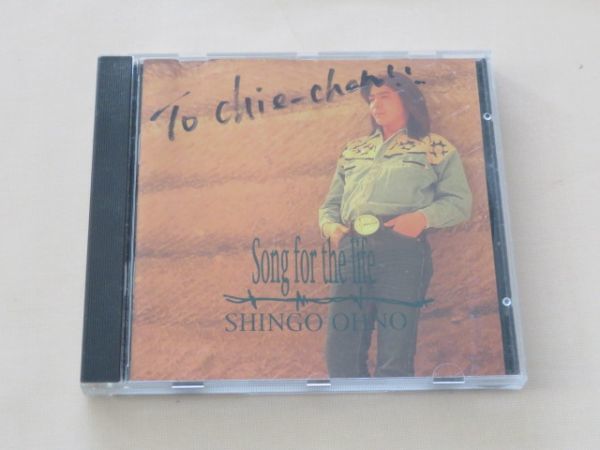 To Chie-chan!!
Song for the life
SHINGO OHNO